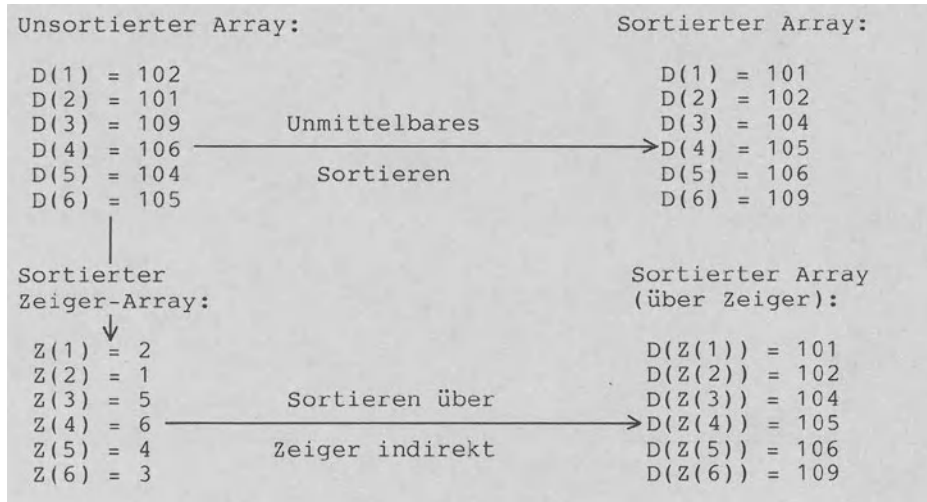 Unsortierter Array: Sortierter Array:
D(1) = 102 D(1) = 101
D(2) = 101 D(2) = 102
D(3) = 109 Unmittelbares D(3) = 104
D(4) = 106 D(4) = 105
D(5) = 104 Sortieren D(5) = 106
D(6) = 105 D(6) = 109
Sortierter Sortierter Array
Zeiger-Array: (über Zeiger):
Z(1) = 2 D(Z(1)) = 101
Z(2) = 1 D(Z(2)) = 102
Z(3) = 5 Sortieren über D(Z(3)) = 104
Z(4) = 6 D(Z(4)) = 105
Z(5) = 4 Zeiger indirekt D(Z(5)) = 106
Z(6) = 3 D(Z(6)) = 109